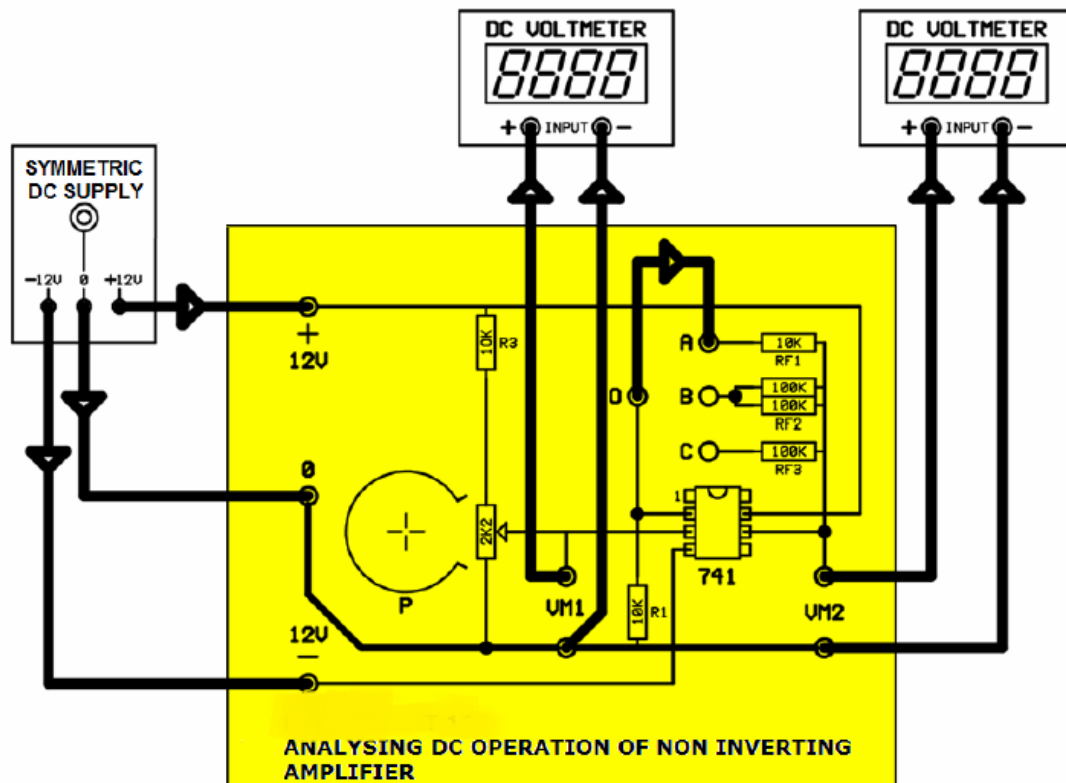 DC VOLTMETER
8888
+ INPUT -
DC VOLTMETER
8888
+ INPUT -
SYMMETRIC
DC SUPPLY
-12V 0 +12V
+
12V
10K
R3
A
10K
RF1
D
B
100K
100K
RF2
C
100K
RF3
0
1
2K2
741
P
VM1
10K
R1
VM2
12V
-
ANALYSING DC OPERATION OF NON INVERTING
AMPLIFIER